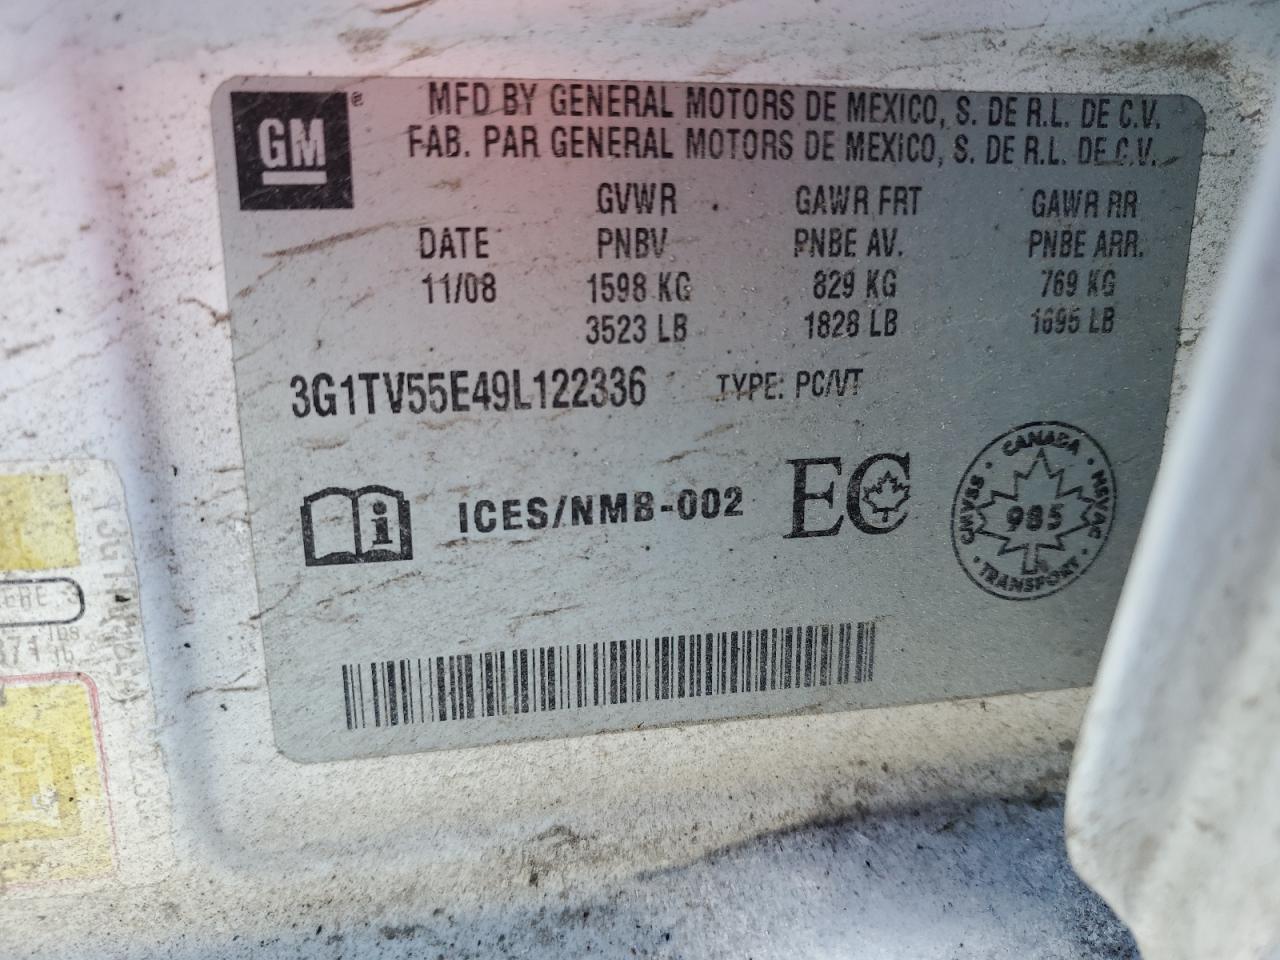 GM ®
MFD BY GENERAL MOTORS DE MEXICO, S. DE R.L. DE C.V.
FAB. PAR GENERAL MOTORS DE MEXICO, S. DE R.L. DE C.V.
GVWR GAWR FRT GAWR RR
DATE PNBV PNBE AV. PNBE ARR.
11/08 1598 KG 829 KG 769 KG
3523 LB 1828 LB 1695 LB
3G1TV55E49L122336 TYPE: PC/VT
i ICES/NMB-002 EC
CANADA
CMVSS 985 NSVAC
TRANSPORT
lbs
lb